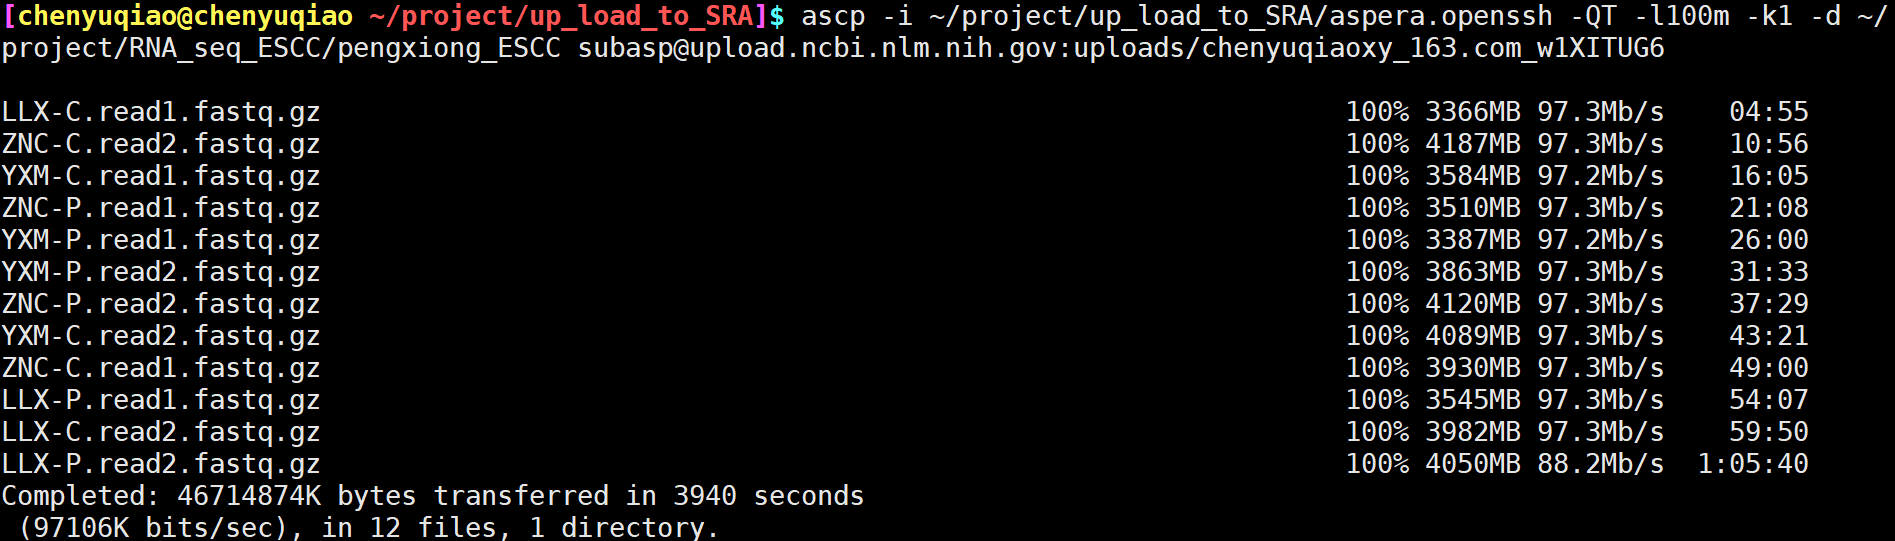 [chenyuqiao@chenyuqiao ~/project/up_load_to_SRA]$ ascp -i ~/project/up_load_to_SRA/aspera.openssh -QT -l100m -k1 -d ~/
project/RNA_seq_ESCC/pengxiong_ESCC subasp@upload.ncbi.nlm.nih.gov:uploads/chenyuqiaoxy_163.com_w1XITUG6
LLX-C.read1.fastq.gz 100% 3366MB 97.3Mb/s 04:55
ZNC-C.read2.fastq.gz 100% 4187MB 97.3Mb/s 10:56
YXM-C.read1.fastq.gz 100% 3584MB 97.2Mb/s 16:05
ZNC-P.read1.fastq.gz 100% 3510MB 97.3Mb/s 21:08
YXM-P.read1.fastq.gz 100% 3387MB 97.2Mb/s 26:00
YXM-P.read2.fastq.gz 100% 3863MB 97.3Mb/s 31:33
ZNC-P.read2.fastq.gz 100% 4120MB 97.3Mb/s 37:29
YXM-C.read2.fastq.gz 100% 4089MB 97.3Mb/s 43:21
ZNC-C.read1.fastq.gz 100% 3930MB 97.3Mb/s 49:00
LLX-P.read1.fastq.gz 100% 3545MB 97.3Mb/s 54:07
LLX-C.read2.fastq.gz 100% 3982MB 97.3Mb/s 59:50
LLX-P.read2.fastq.gz 100% 4050MB 88.2Mb/s 1:05:40
Completed: 46714874K bytes transferred in 3940 seconds
(97106K bits/sec), in 12 files, 1 directory.